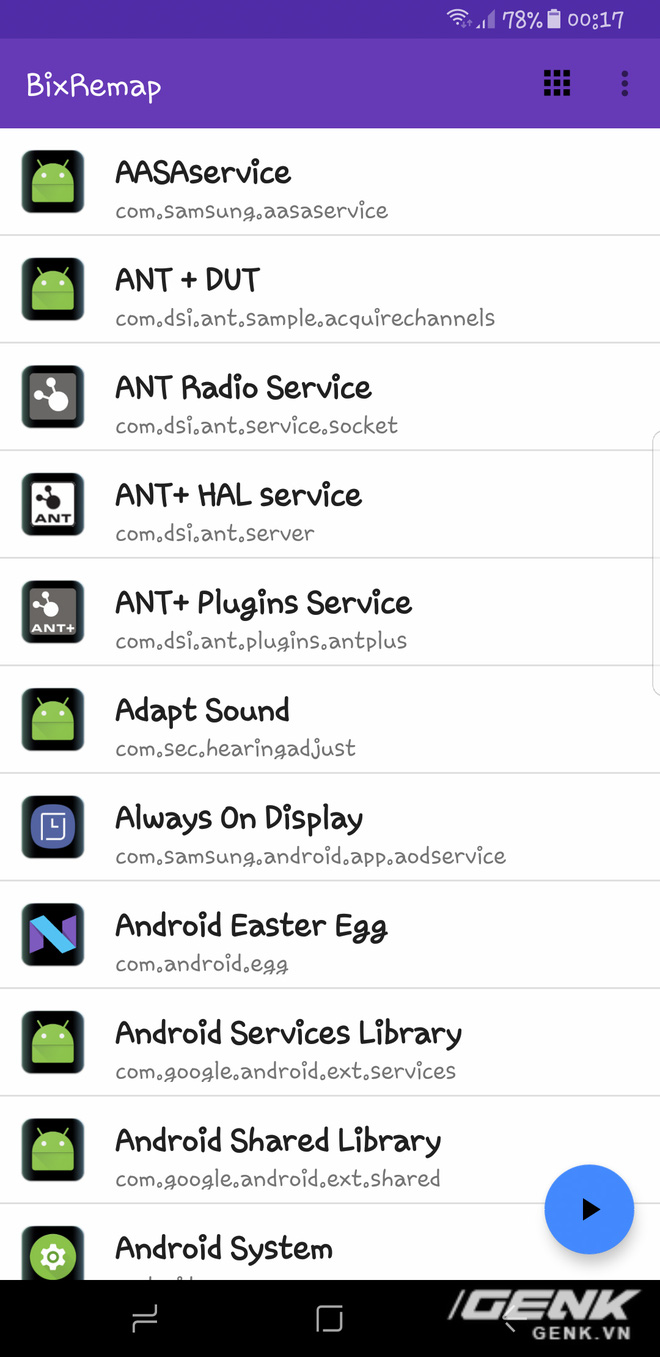 78% 00:17
BixRemap
AASAservice
com.samsung.aasaservice
ANT + DUT
com.dsi.ant.sample.acquirechannels
ANT Radio Service
com.dsi.ant.service.socket
ANT
ANT+ HAL service
com.dsi.ant.server
ANT+
ANT+ Plugins Service
com.dsi.ant.plugins.antplus
Adapt Sound
com.sec.hearingadjust
Always On Display
com.samsung.android.app.aodservice
Android Easter Egg
com.android.egg
Android Services Library
com.google.android.ext.services
Android Shared Library
com.google.android.ext.shared
Android System
GENK
GENK.VN